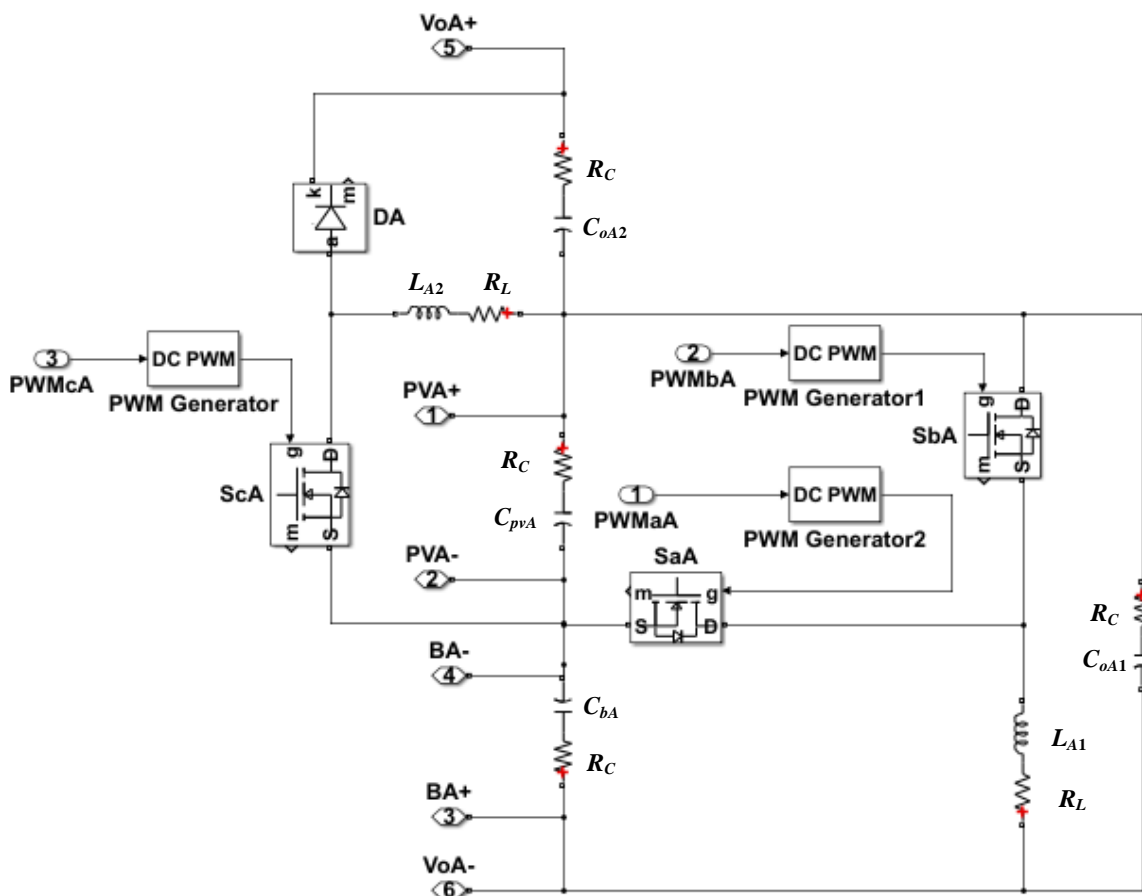 VoA+
5
R_C
k
m
DA
a
C_oA2
L_A2
R_L
3
PWMcA
DC PWM
PWM Generator
2
PWMbA
DC PWM
PWM Generator1
PVA+
1
g
D
SbA
m
S
g
D
ScA
m
S
R_C
1
PWMaA
DC PWM
PWM Generator2
C_pvA
PVA-
2
SaA
m
g
S
D
R_C
BA-
4
C_oA1
C_bA
L_A1
R_C
BA+
3
R_L
VoA-
6